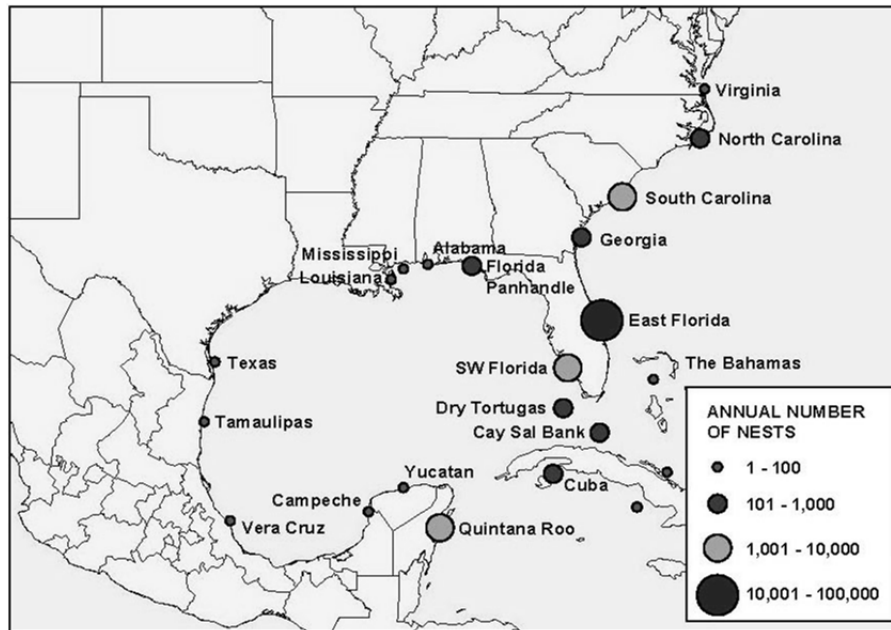 Virginia
North Carolina
South Carolina
Georgia
Mississippi
Alabama
Louisiana
Florida
Panhandle
East Florida
Texas
SW Florida
The Bahamas
Tamaulipas
Dry Tortugas
Cay Sal Bank
Yucatan
Cuba
Campeche
Vera Cruz
Quintana Roo
ANNUAL NUMBER
OF NESTS
1 - 100
101 - 1,000
1,001 - 10,000
10,001 - 100,000